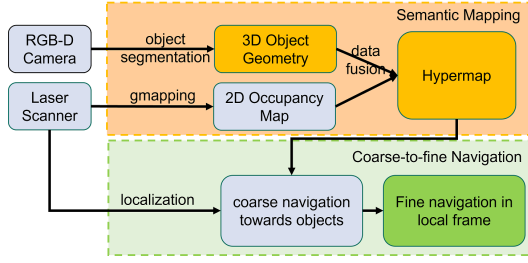 Semantic Mapping
RGB-D
Camera
object
segmentation
3D Object
Geometry
data
fusion
Hypermap
Laser
Scanner
gmapping
2D Occupancy
Map
Coarse-to-fine Navigation
localization
coarse navigation
towards objects
Fine navigation in
local frame